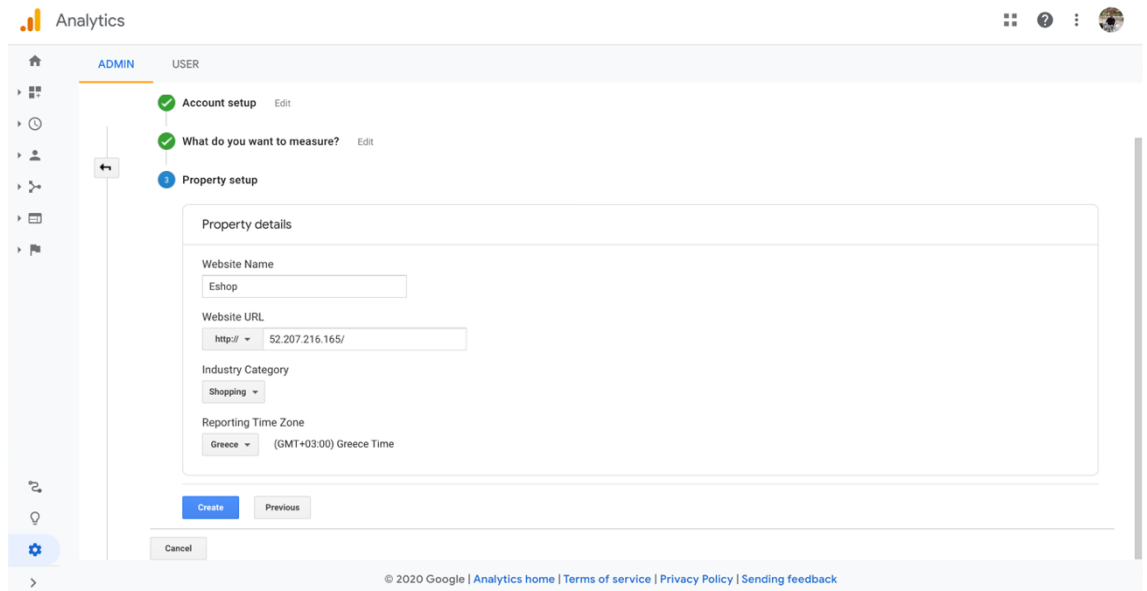 Analytics
ADMIN USER
Account setup Edit
What do you want to measure? Edit
3 Property setup
Property details
Website Name
Eshop
Website URL
http:// 52.207.216.165/
Industry Category
Shopping
Reporting Time Zone
Greece (GMT+03:00) Greece Time
Create Previous
Cancel
© 2020 Google | Analytics home | Terms of service | Privacy Policy | Sending feedback